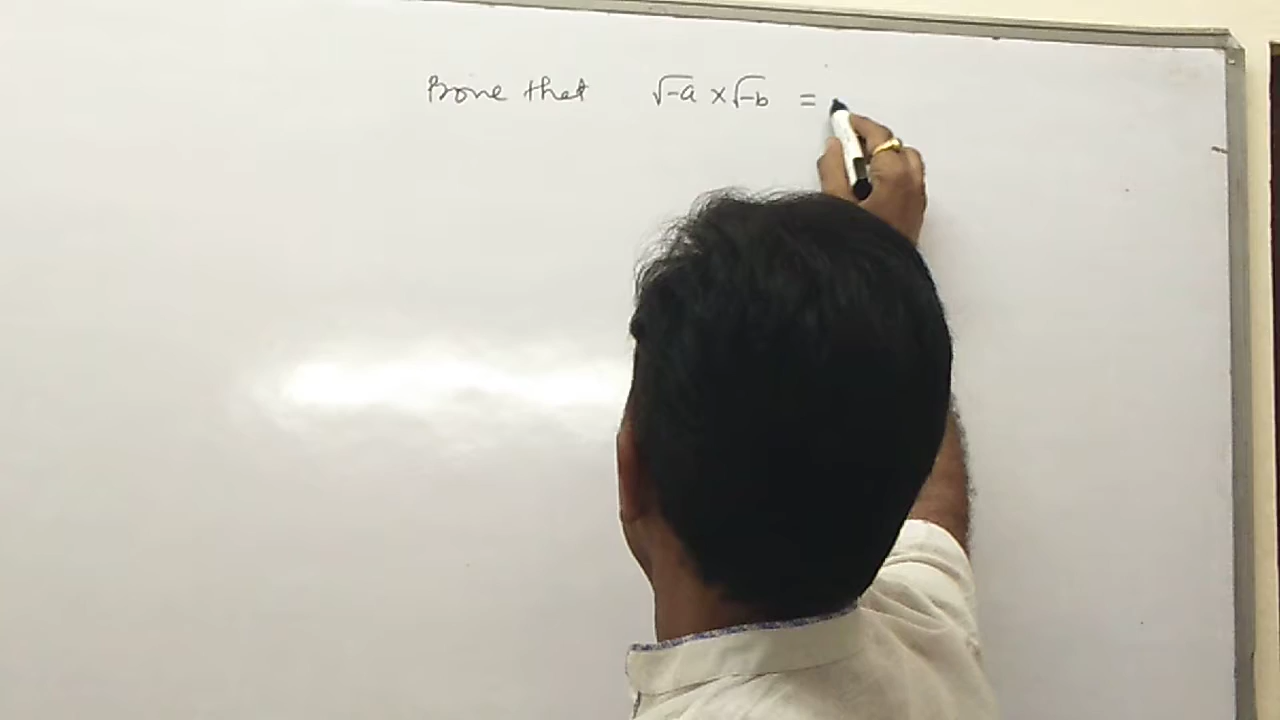 Prove that √-a × √-b =